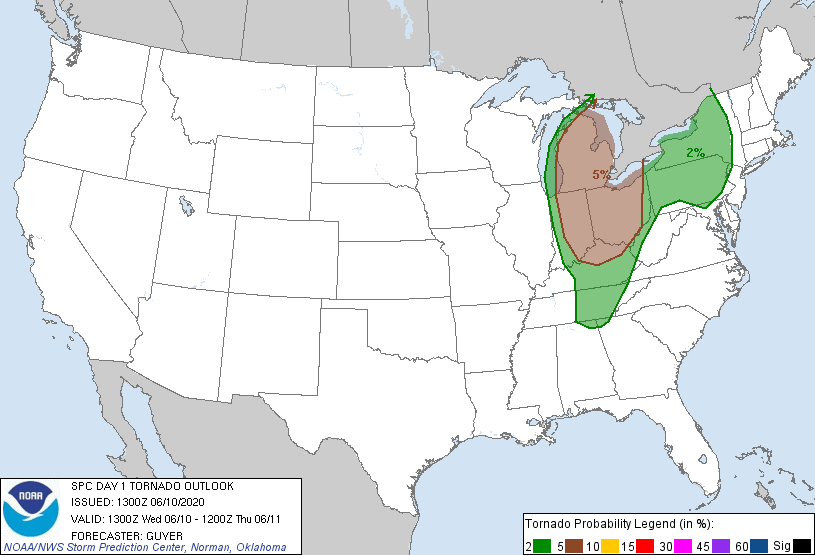 2%
5%
SPC DAY 1 TORNADO OUTLOOK
ISSUED: 1300Z 06/10/2020
VALID: 1300Z Wed 06/10 - 1200Z Thu 06/11
FORECASTER: GUYER
NOAA/NWS Storm Prediction Center, Norman, Oklahoma
NOAA
Tornado Probability Legend (in %):
2 5 10 15 30 45 60 Sig